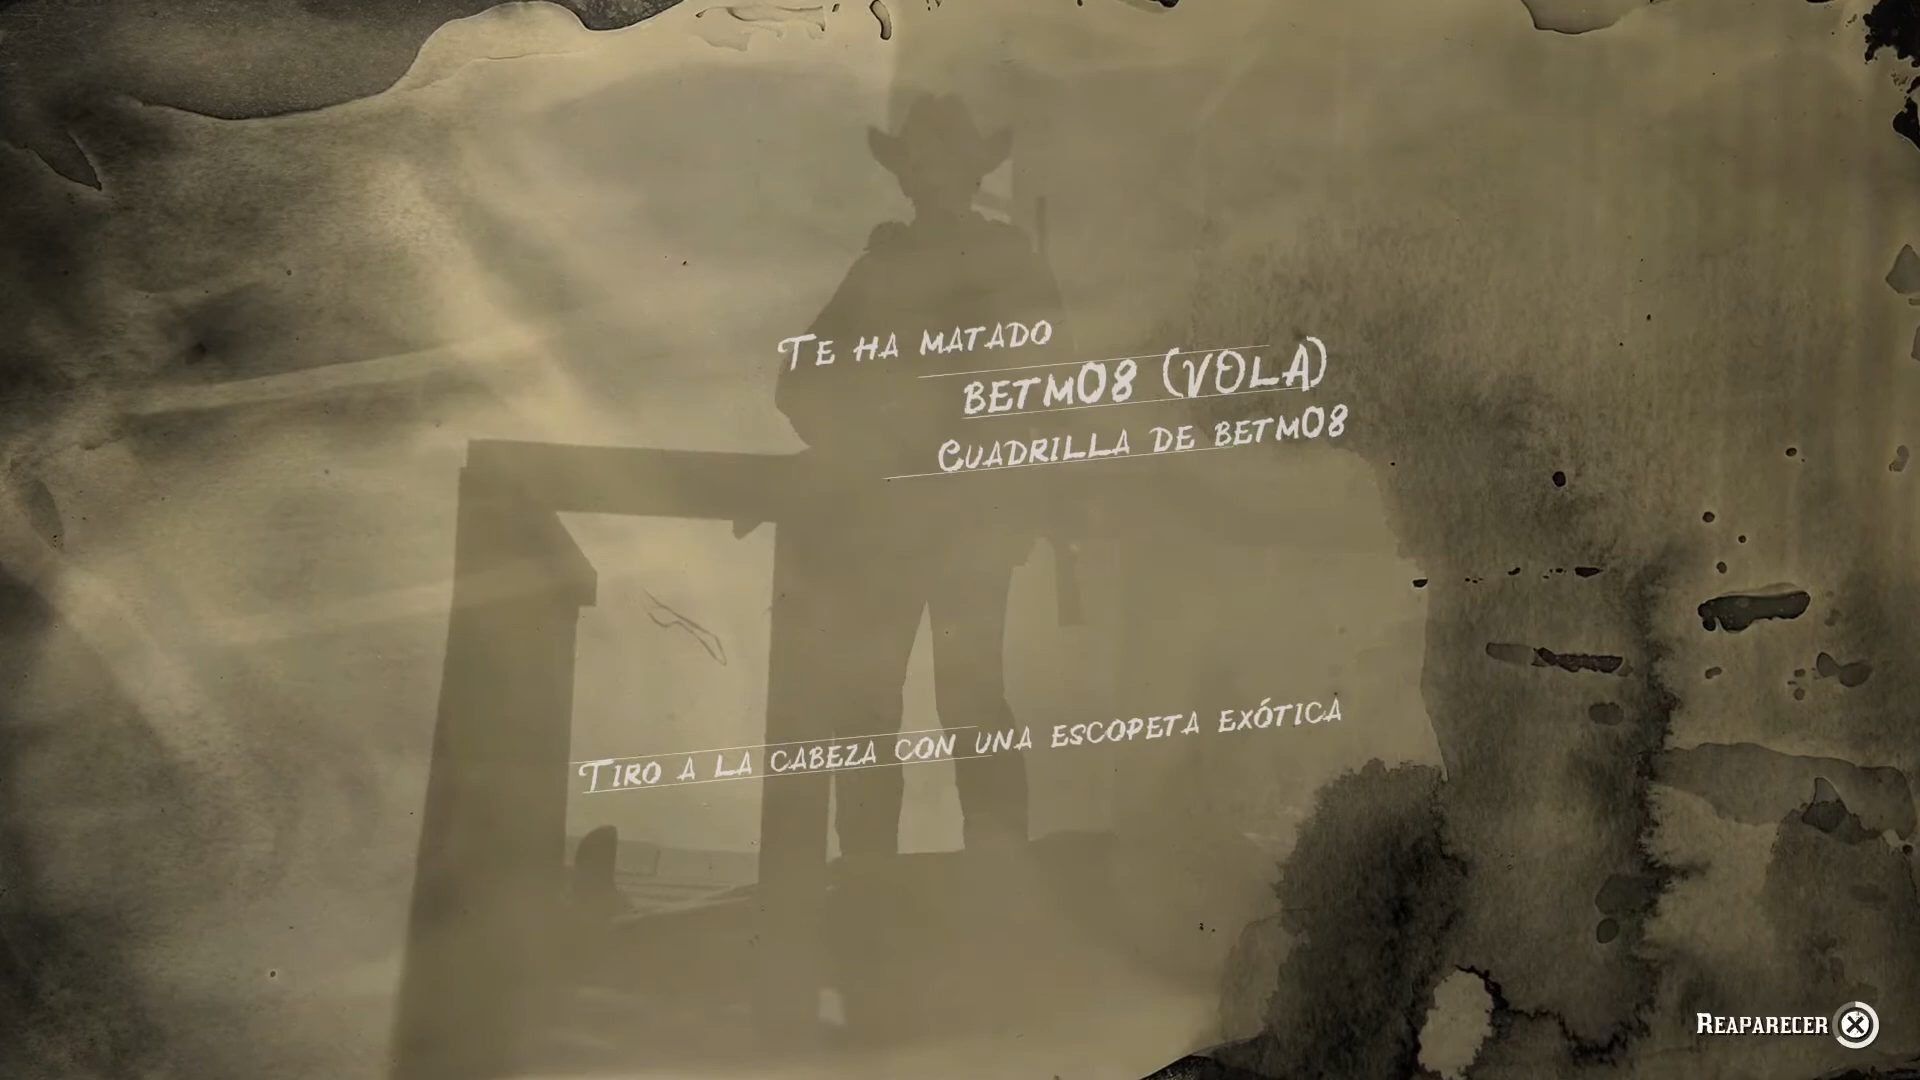 Te ha matado
betm08 (VOLA)
Cuadrilla de betm08
Tiro a la cabeza con una escopeta exótica
Reaparecer